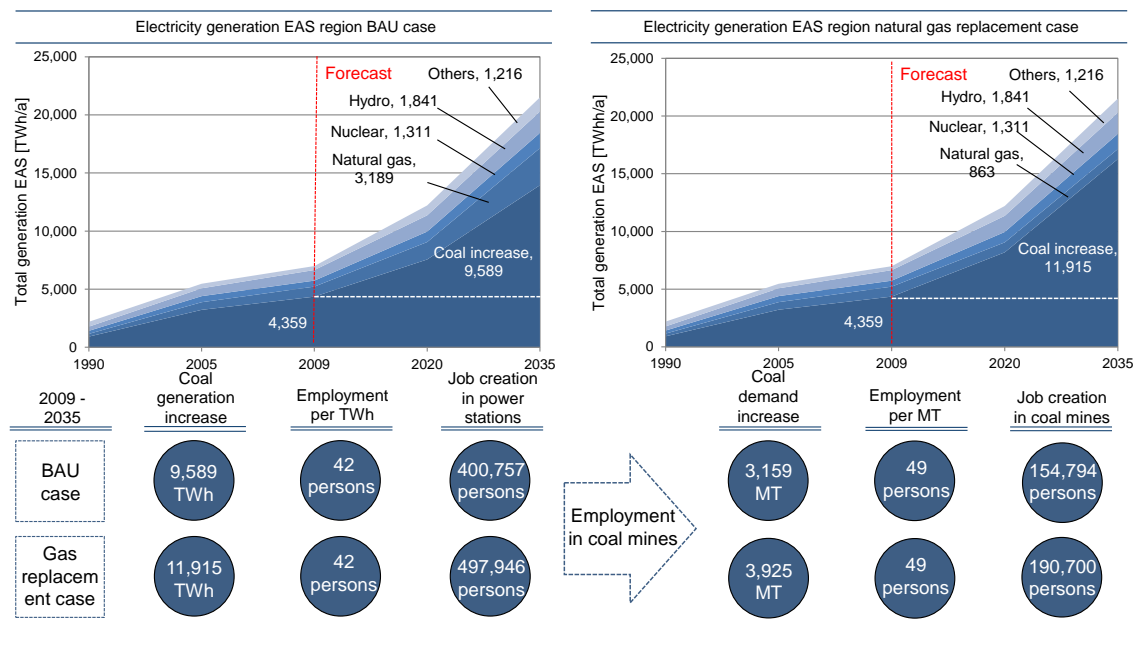 Electricity generation EAS region BAU case
Total generation EAS [TWh/a]
25,000
20,000
15,000
10,000
5,000
0
1990
2005
2009
2020
2035
Forecast
Others, 1,216
Hydro, 1,841
Nuclear, 1,311
Natural gas,
3,189
Coal increase,
9,589
4,359
Electricity generation EAS region natural gas replacement case
Total generation EAS [TWhh/a]
25,000
20,000
15,000
10,000
5,000
0
1990
2005
2009
2020
2035
Forecast
Others, 1,216
Hydro, 1,841
Nuclear, 1,311
Natural gas,
863
Coal increase,
11,915
4,359
2009 -
2035
Coal
generation
increase
Employment
per TWh
Job creation
in power
stations
Coal
demand
increase
Employment
per MT
Job creation
in coal mines
BAU
case
9,589
TWh
42
persons
400,757
persons
3,159
MT
49
persons
154,794
persons
Employment
in coal mines
Gas
replacem
ent case
11,915
TWh
42
persons
497,946
persons
3,925
MT
49
persons
190,700
persons